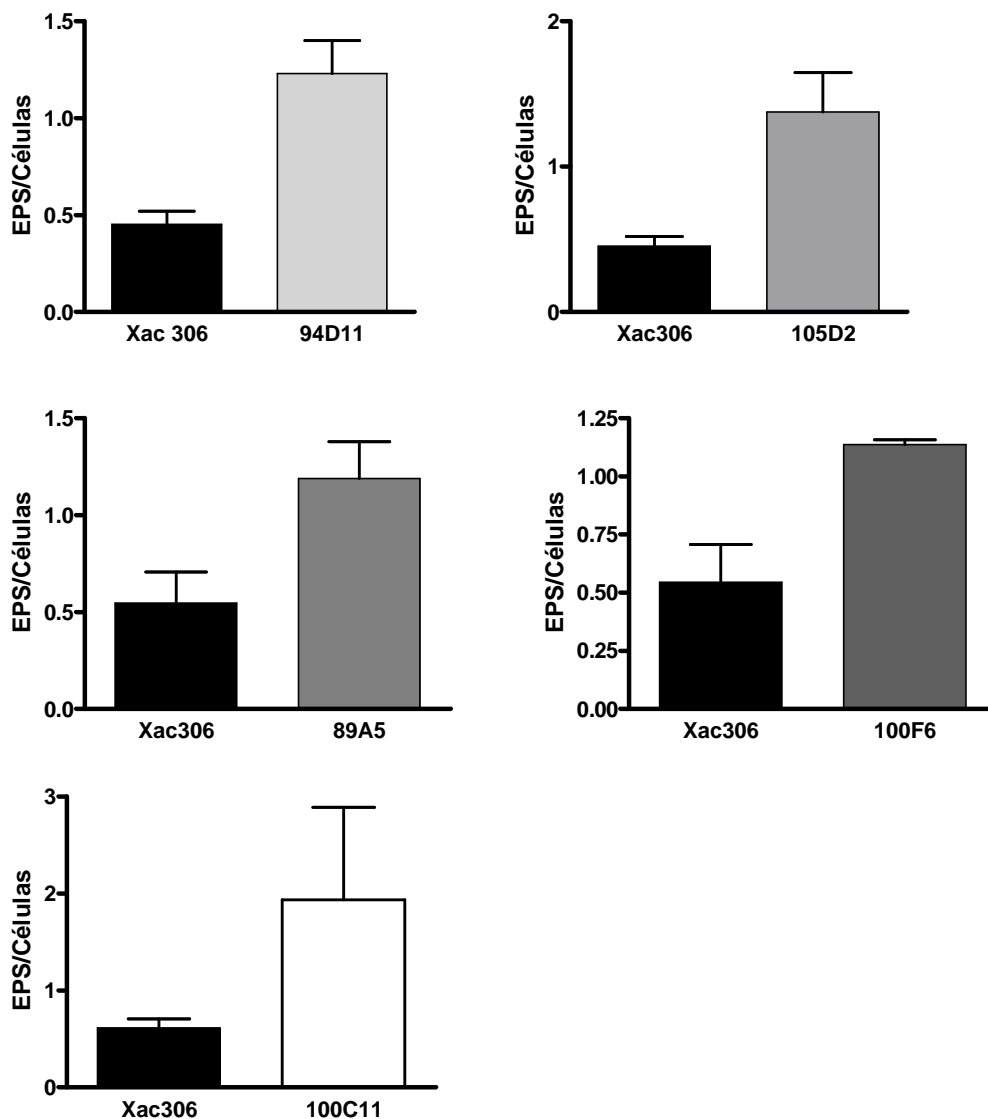 1.5
1.0
0.5
0.0
EPS/Células
Xac 306 94D11
2
1
0
EPS/Células
Xac306 105D2
1.5
1.0
0.5
0.0
EPS/Células
Xac306 89A5
1.25
1.00
0.75
0.50
0.25
0.00
EPS/Células
Xac306 100F6
3
2
1
0
EPS/Células
Xac306 100C11